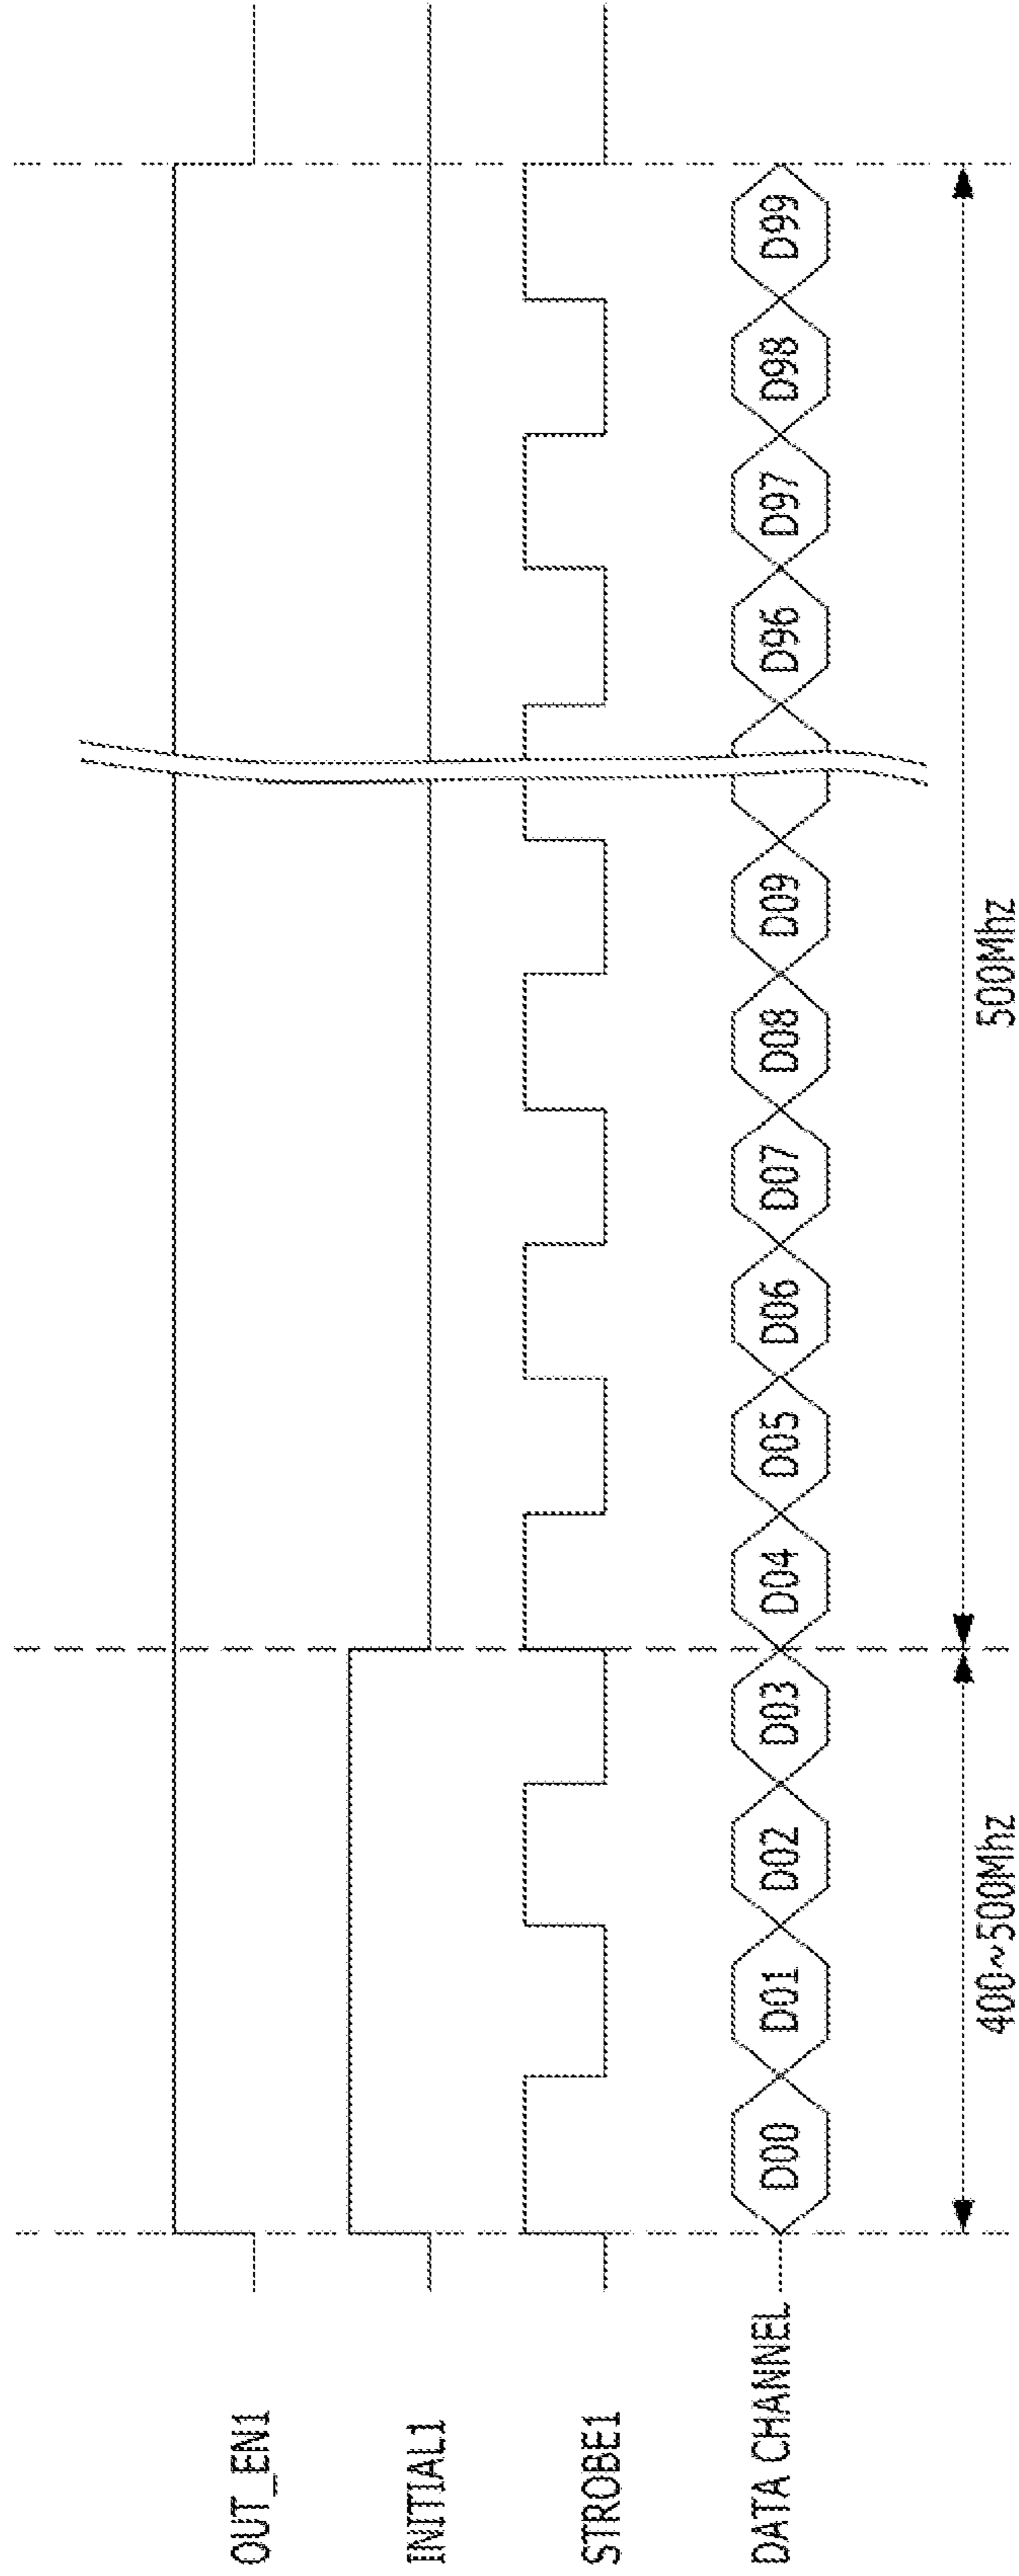 OUT_EN1
INITIAL1
STROBE1
DATA CHANNEL D00 D01 D02 D03 D04 D05 D06 D07 D08 D09 D96 D97 D98 D99
400~500Mhz 500Mhz